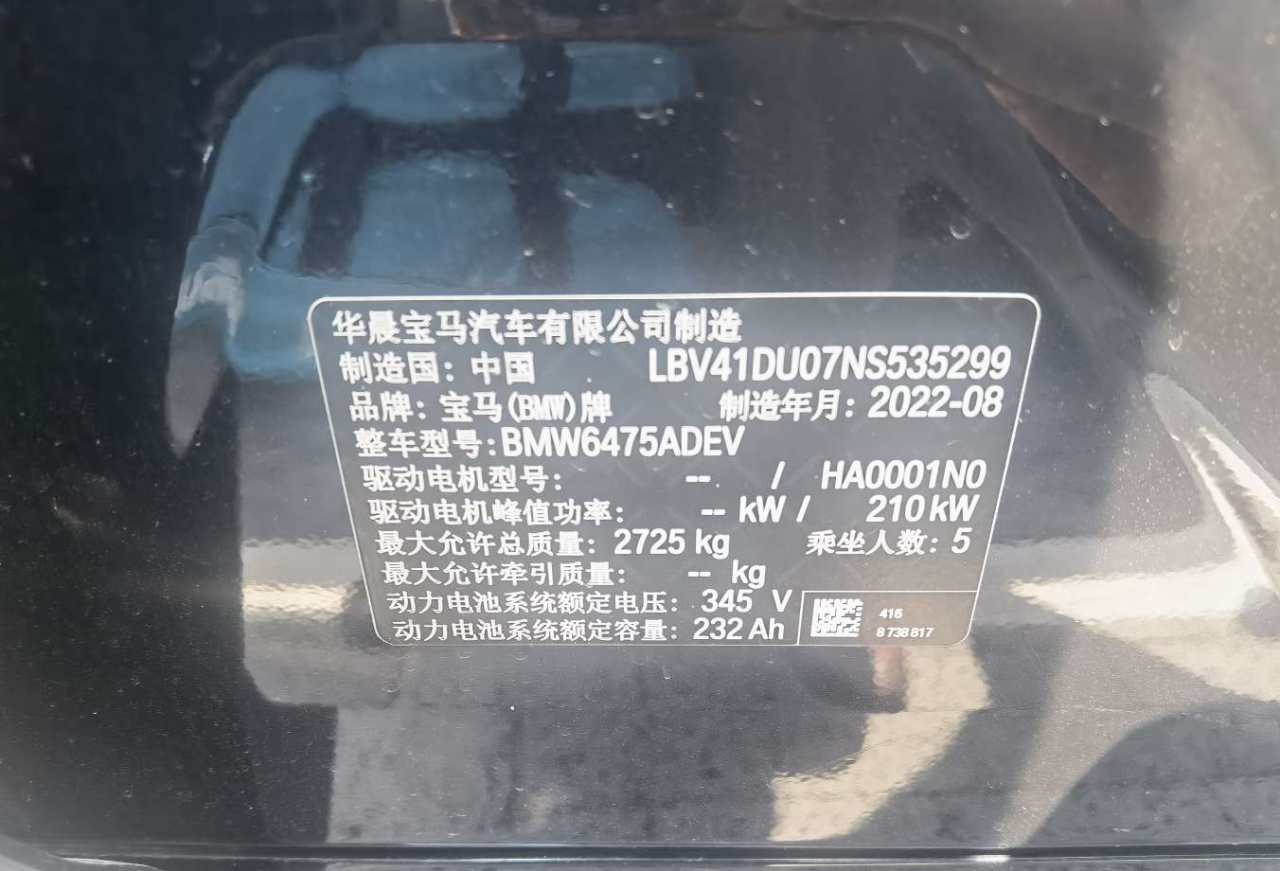 华晨宝马汽车有限公司制造
制造国：中国 LBV41DU07NS535299
品牌：宝马(BMW)牌 制造年月：2022-08
整车型号：BMW6475ADEV
驱动电机型号： -- / HA0001N0
驱动电机峰值功率： -- kW / 210 kW
最大允许总质量：2725 kg 乘坐人数：5
最大允许牵引质量： -- kg
动力电池系统额定电压：345 V
动力电池系统额定容量：232 Ah
416
8 738 817